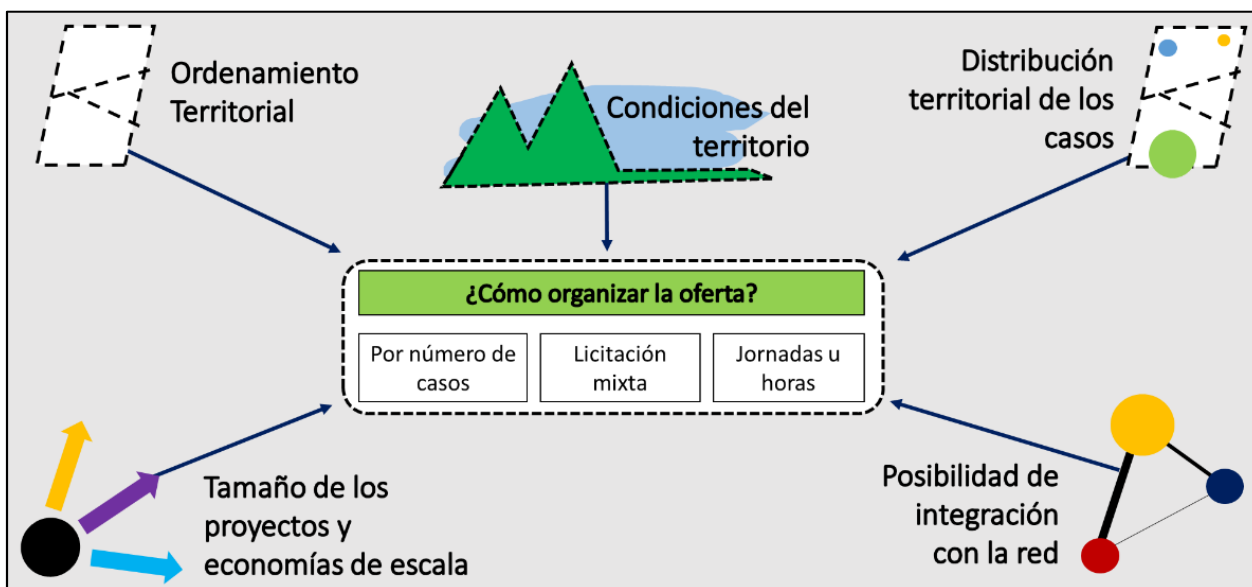 Ordenamiento
Territorial
Condiciones del
territorio
Distribución
territorial de los
casos
¿Cómo organizar la oferta?
Por número de
casos
Licitación
mixta
Jornadas u
horas
Tamaño de los
proyectos y
economías de escala
Posibilidad de
integración
con la red